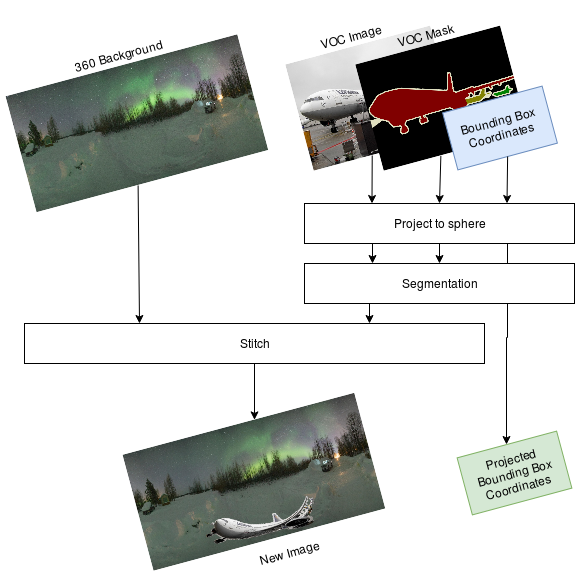 360 Background
VOC Image
VOC Mask
Bounding Box
Coordinates
Project to sphere
Segmentation
Stitch
Projected
Bounding Box
Coordinates
New Image